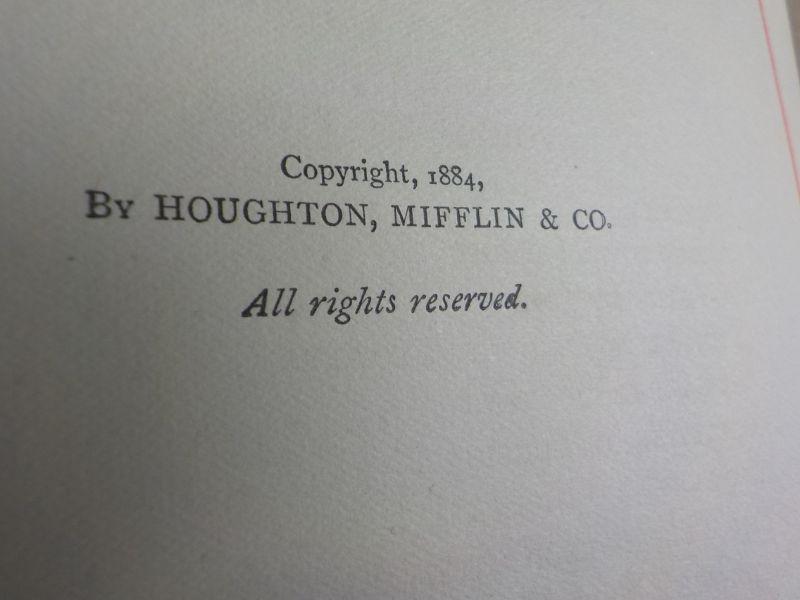 Copyright, 1884,
By HOUGHTON, MIFFLIN & CO.
All rights reserved.